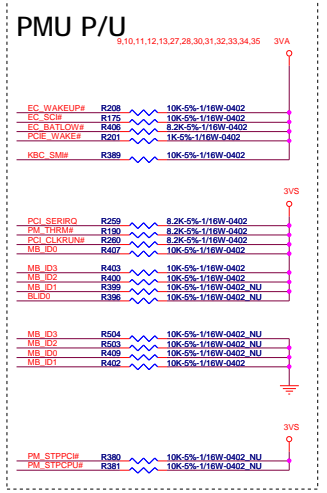 PMU P/U
9,10,11,12,13,27,28,30,31,32,33,34,35 3VA
EC_WAKEUP# R208 10K-5%-1/16W-0402
EC_SCI# R175 10K-5%-1/16W-0402
EC_BATLOW# R406 8.2K-5%-1/16W-0402
PCIE_WAKE# R201 1K-5%-1/16W-0402
KBC_SMI# R389 10K-5%-1/16W-0402
3VS
PCI_SERIRQ R259 8.2K-5%-1/16W-0402
PM_THRM# R190 8.2K-5%-1/16W-0402
PCI_CLKRUN# R260 8.2K-5%-1/16W-0402
MB_ID0 R407 10K-5%-1/16W-0402
MB_ID3 R403 10K-5%-1/16W-0402
MB_ID2 R400 10K-5%-1/16W-0402
MB_ID1 R399 10K-5%-1/16W-0402_NU
BLID0 R396 10K-5%-1/16W-0402_NU
MB_ID3 R504 10K-5%-1/16W-0402_NU
MB_ID2 R503 10K-5%-1/16W-0402_NU
MB_ID0 R409 10K-5%-1/16W-0402_NU
MB_ID1 R402 10K-5%-1/16W-0402
3VS
PM_STPPCI# R380 10K-5%-1/16W-0402_NU
PM_STPCPU# R381 10K-5%-1/16W-0402_NU